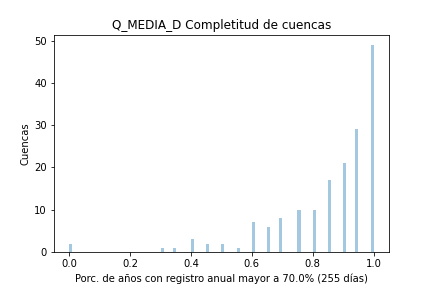 Q_MEDIA_D Completitud de cuencas
Cuencas
50
40
30
20
10
0
0.0 0.2 0.4 0.6 0.8 1.0
Porc. de años con registro anual mayor a 70.0% (255 días)